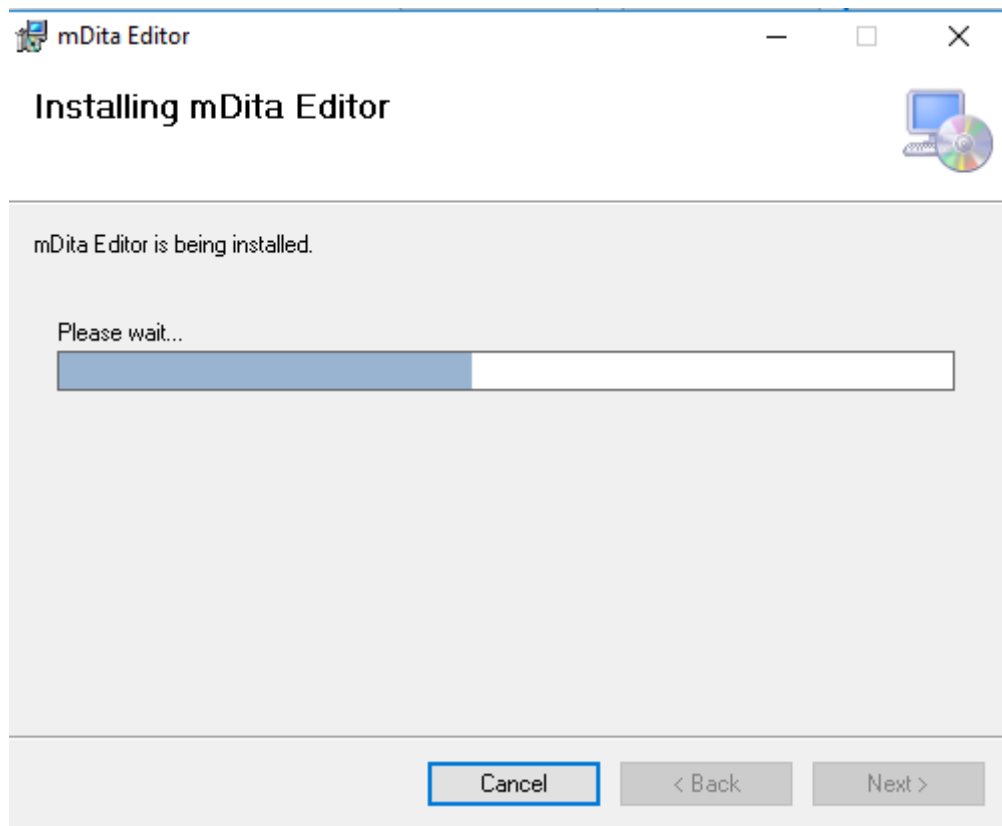 mDita Editor
Installing mDita Editor
mDita Editor is being installed.
Please wait...
Cancel
< Back
Next >